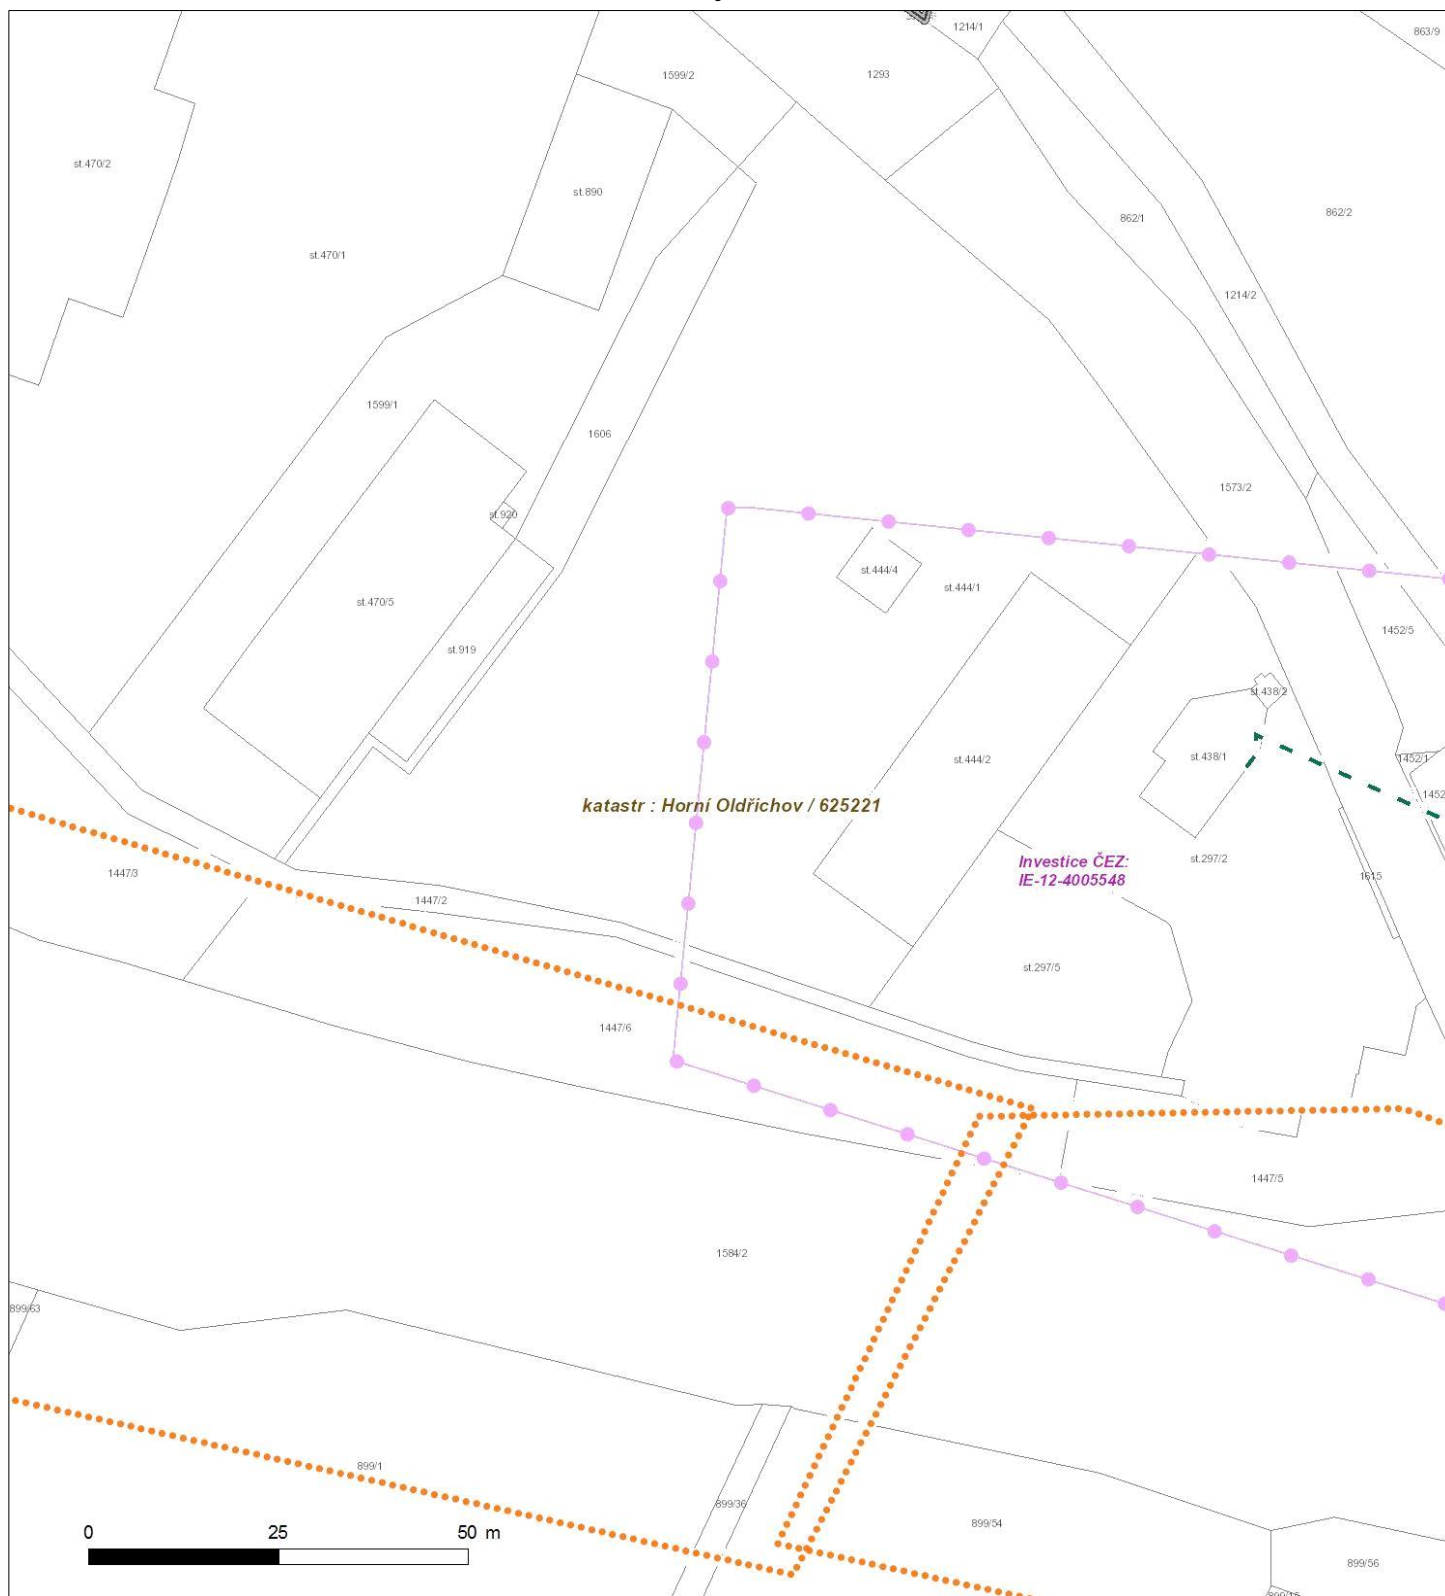 1214/1
863/9
1599/2
1293
st.470/2
st.890
862/1
862/2
st.470/1
1214/2
1599/1
1606
1573/2
st.920
st.444/4
st.444/1
st.470/5
1452/5
st.919
st.438/2
st.444/2
st.438/1
1452/1
1452
katastr : Horní Oldřichov / 625221
Investice ČEZ:
IE-12-4005548
st.297/2
1447/3
1615
1447/2
st.297/5
1447/6
1447/5
1584/2
899/63
899/1
899/36
899/54
0 25 50 m
899/56